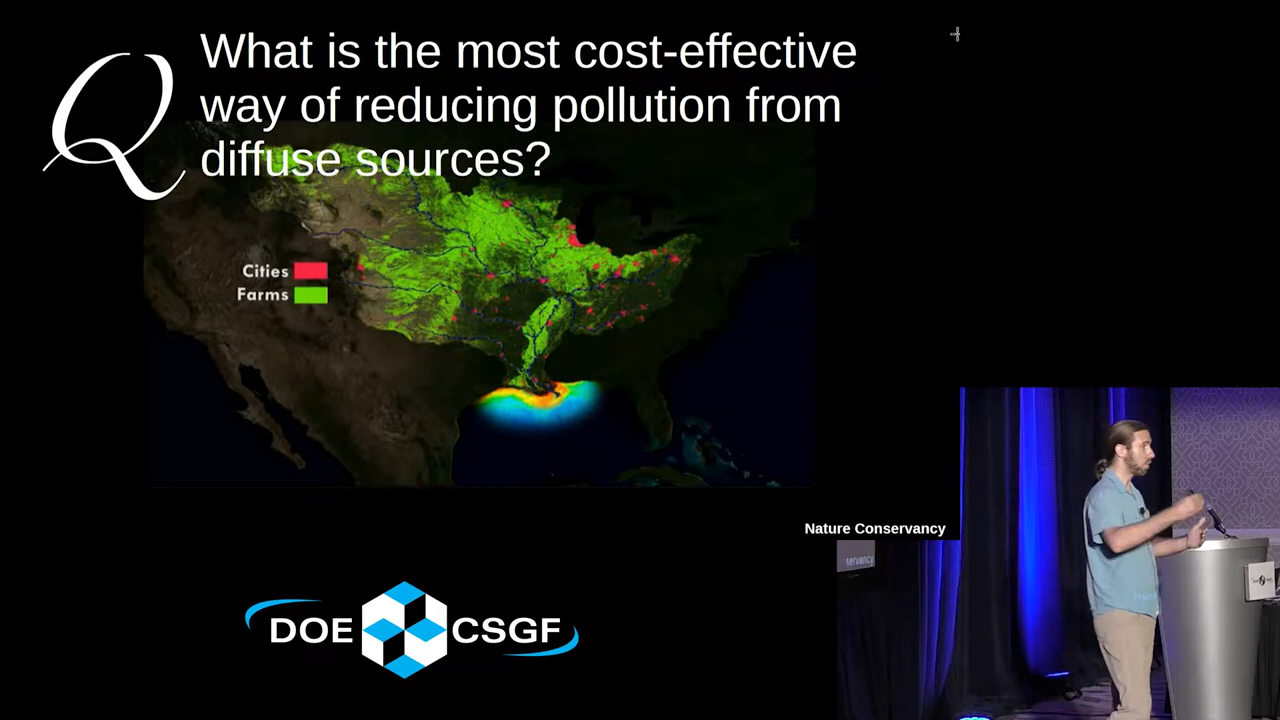 Q
What is the most cost-effective
way of reducing pollution from
diffuse sources?
Cities
Farms
Nature Conservancy
servancy
DOE CSGF